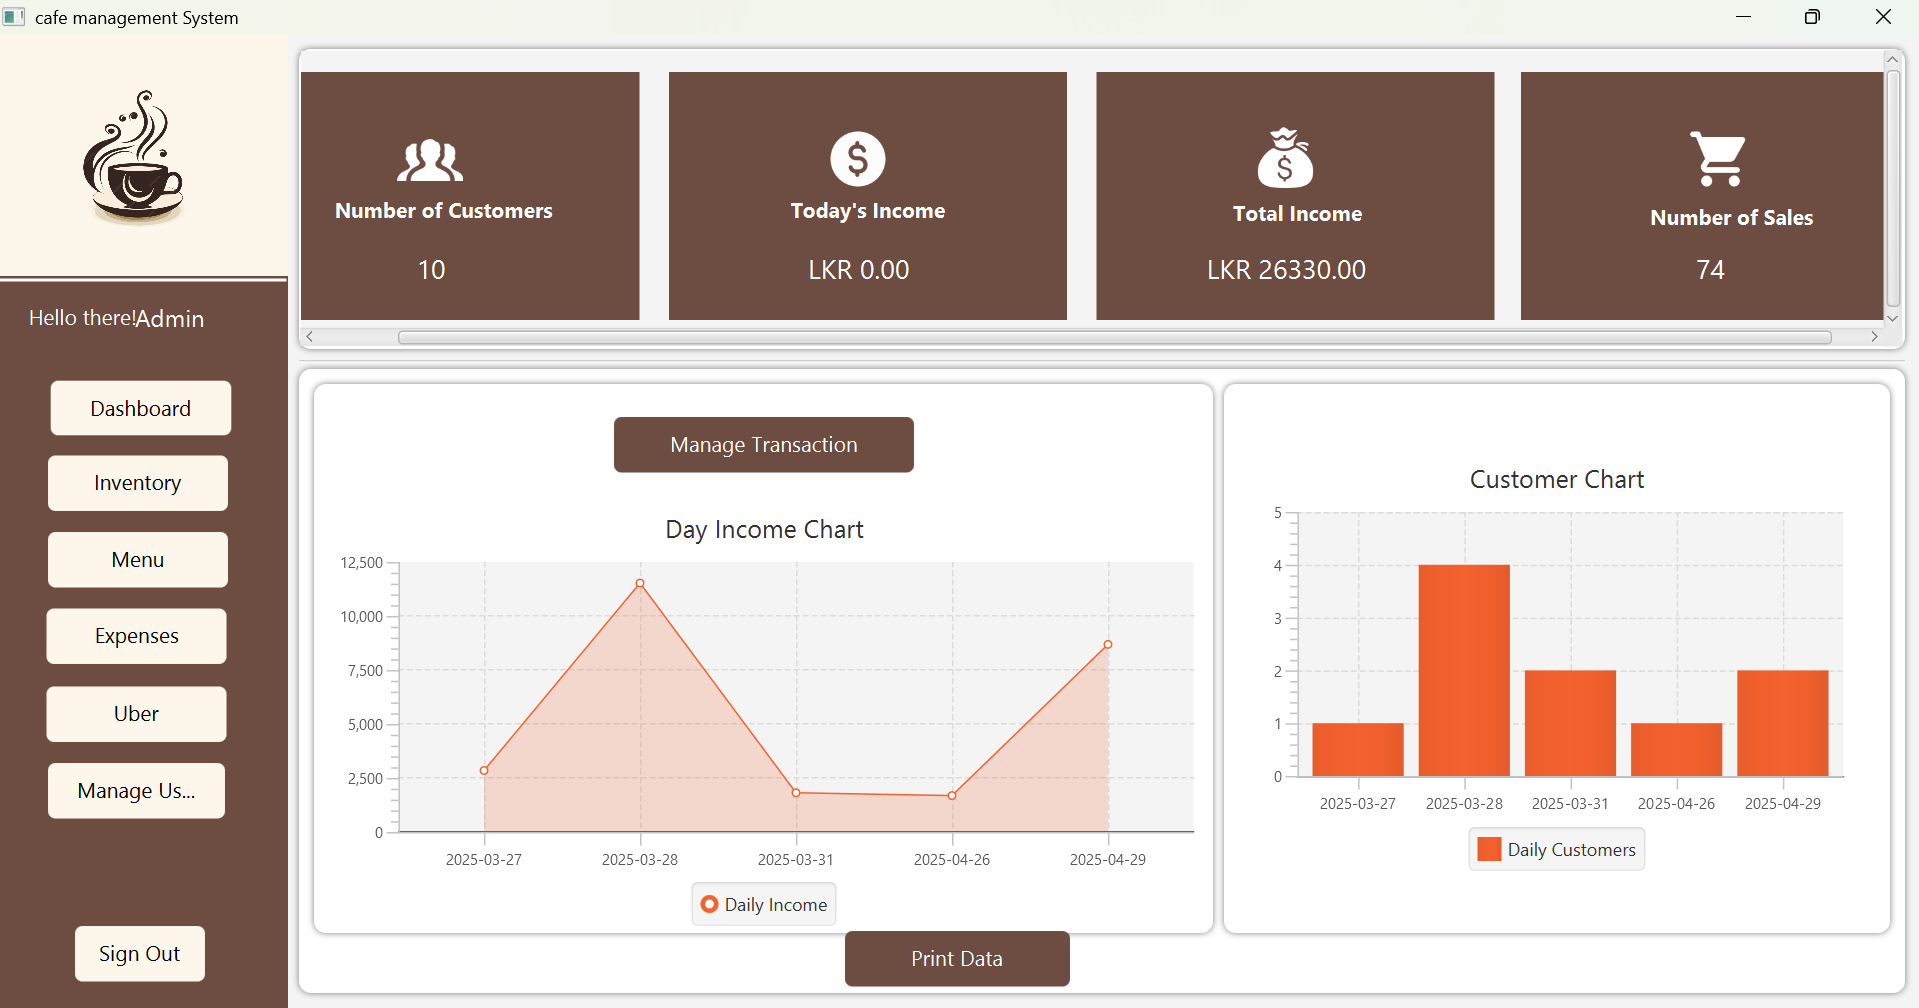 cafe management System
Hello there!Admin
Dashboard
Inventory
Menu
Expenses
Uber
Manage Us...
Sign Out
Number of Customers
10
$
Today's Income
LKR 0.00
$
Total Income
LKR 26330.00
Number of Sales
74
Manage Transaction
Day Income Chart
12,500
10,000
7,500
5,000
2,500
0
2025-03-27 2025-03-28 2025-03-31 2025-04-26 2025-04-29
Daily Income
Customer Chart
5
4
3
2
1
0
2025-03-27 2025-03-28 2025-03-31 2025-04-26 2025-04-29
Daily Customers
Print Data